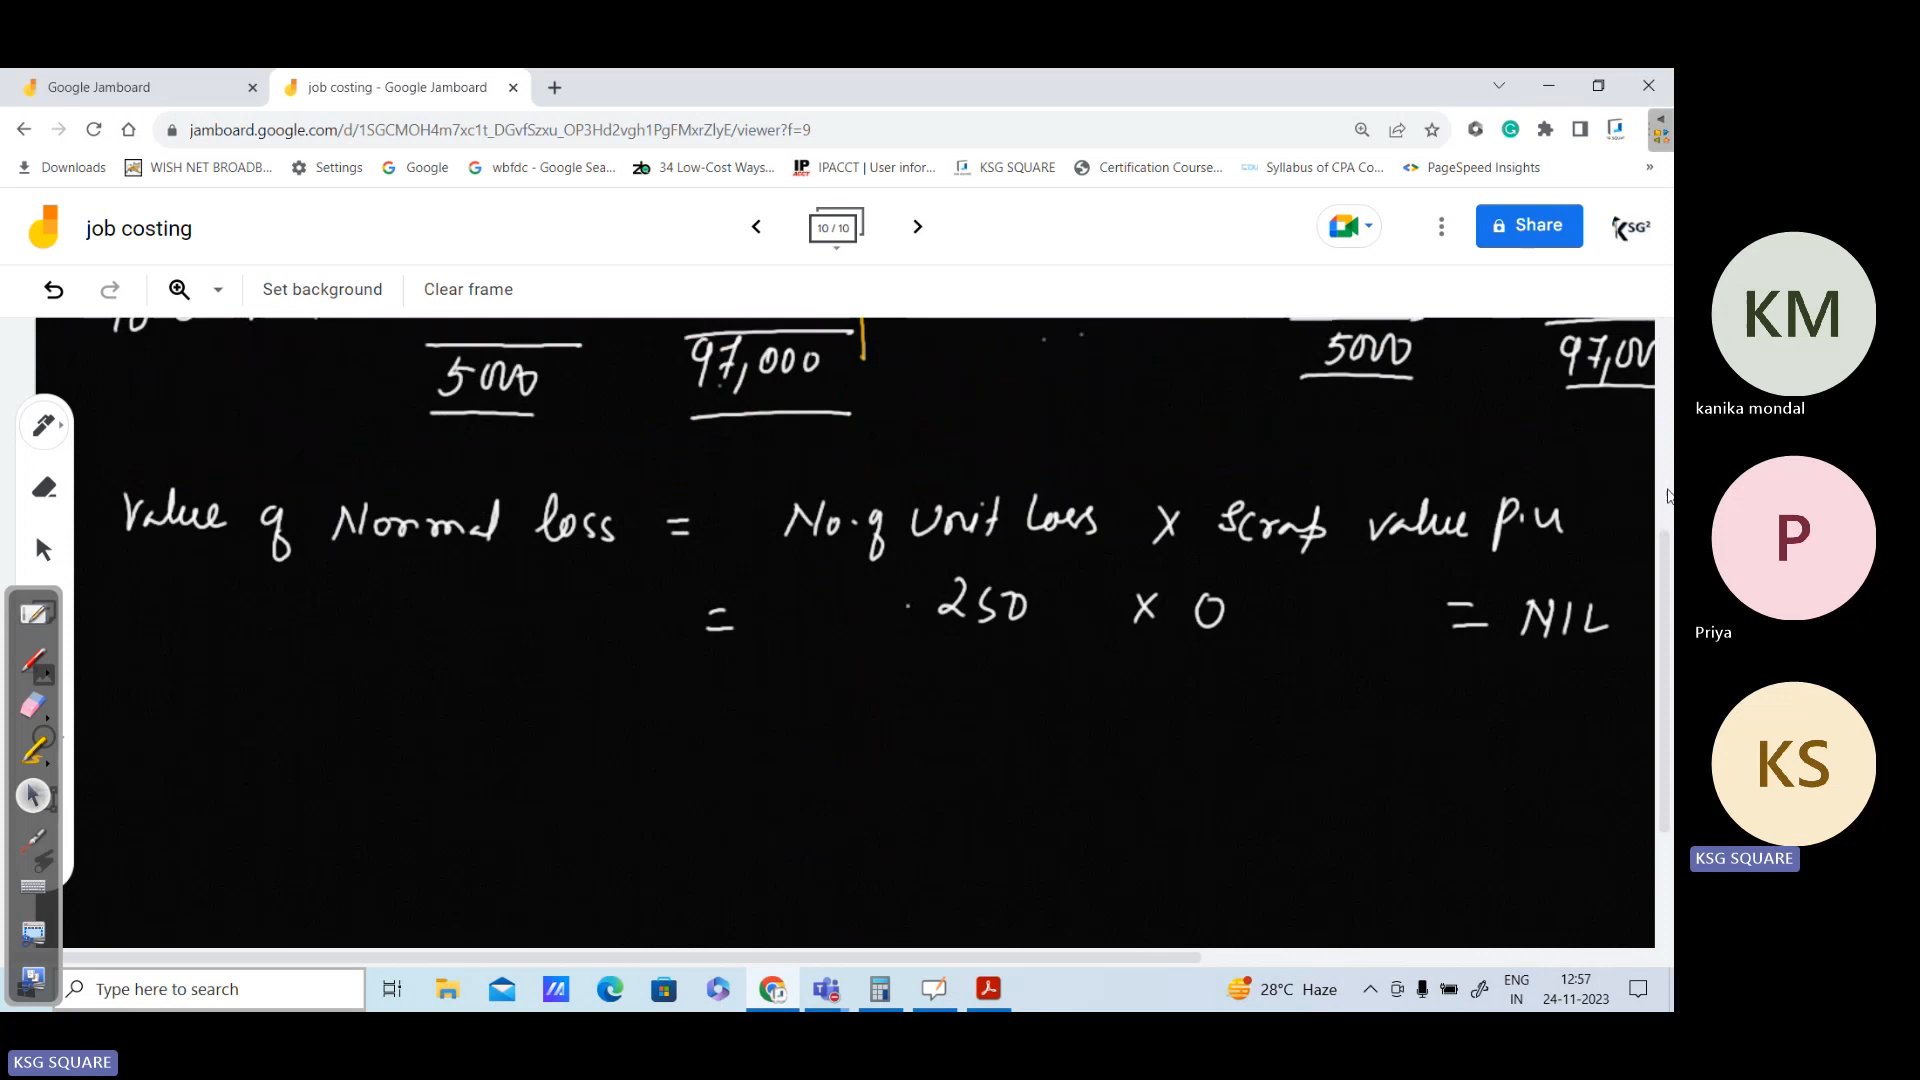 Google Jamboard
job costing - Google Jamboard
jamboard.google.com/d/1SGCMOH4m7xc1t_DGvfSzxu_OP3Hd2vgh1PgFMxrZlyE/viewer?f=9
Downloads WISH NET BROADB... Settings Google wbfdc - Google Sea... 34 Low-Cost Ways... IPACCT | User infor... KSG SQUARE Certification Course... Syllabus of CPA Co... PageSpeed Insights »
job costing
10 / 10
Share
KSG²
Set background Clear frame
5000 97,000 5000 97,00
Value of Normal loss = No. of Unit Loss X Scrap value P.U
= 250 X 0 = NIL
KM
kanika mondal
P
Priya
KS
KSG SQUARE
Type here to search
28°C Haze
ENG
IN
12:57
24-11-2023
KSG SQUARE